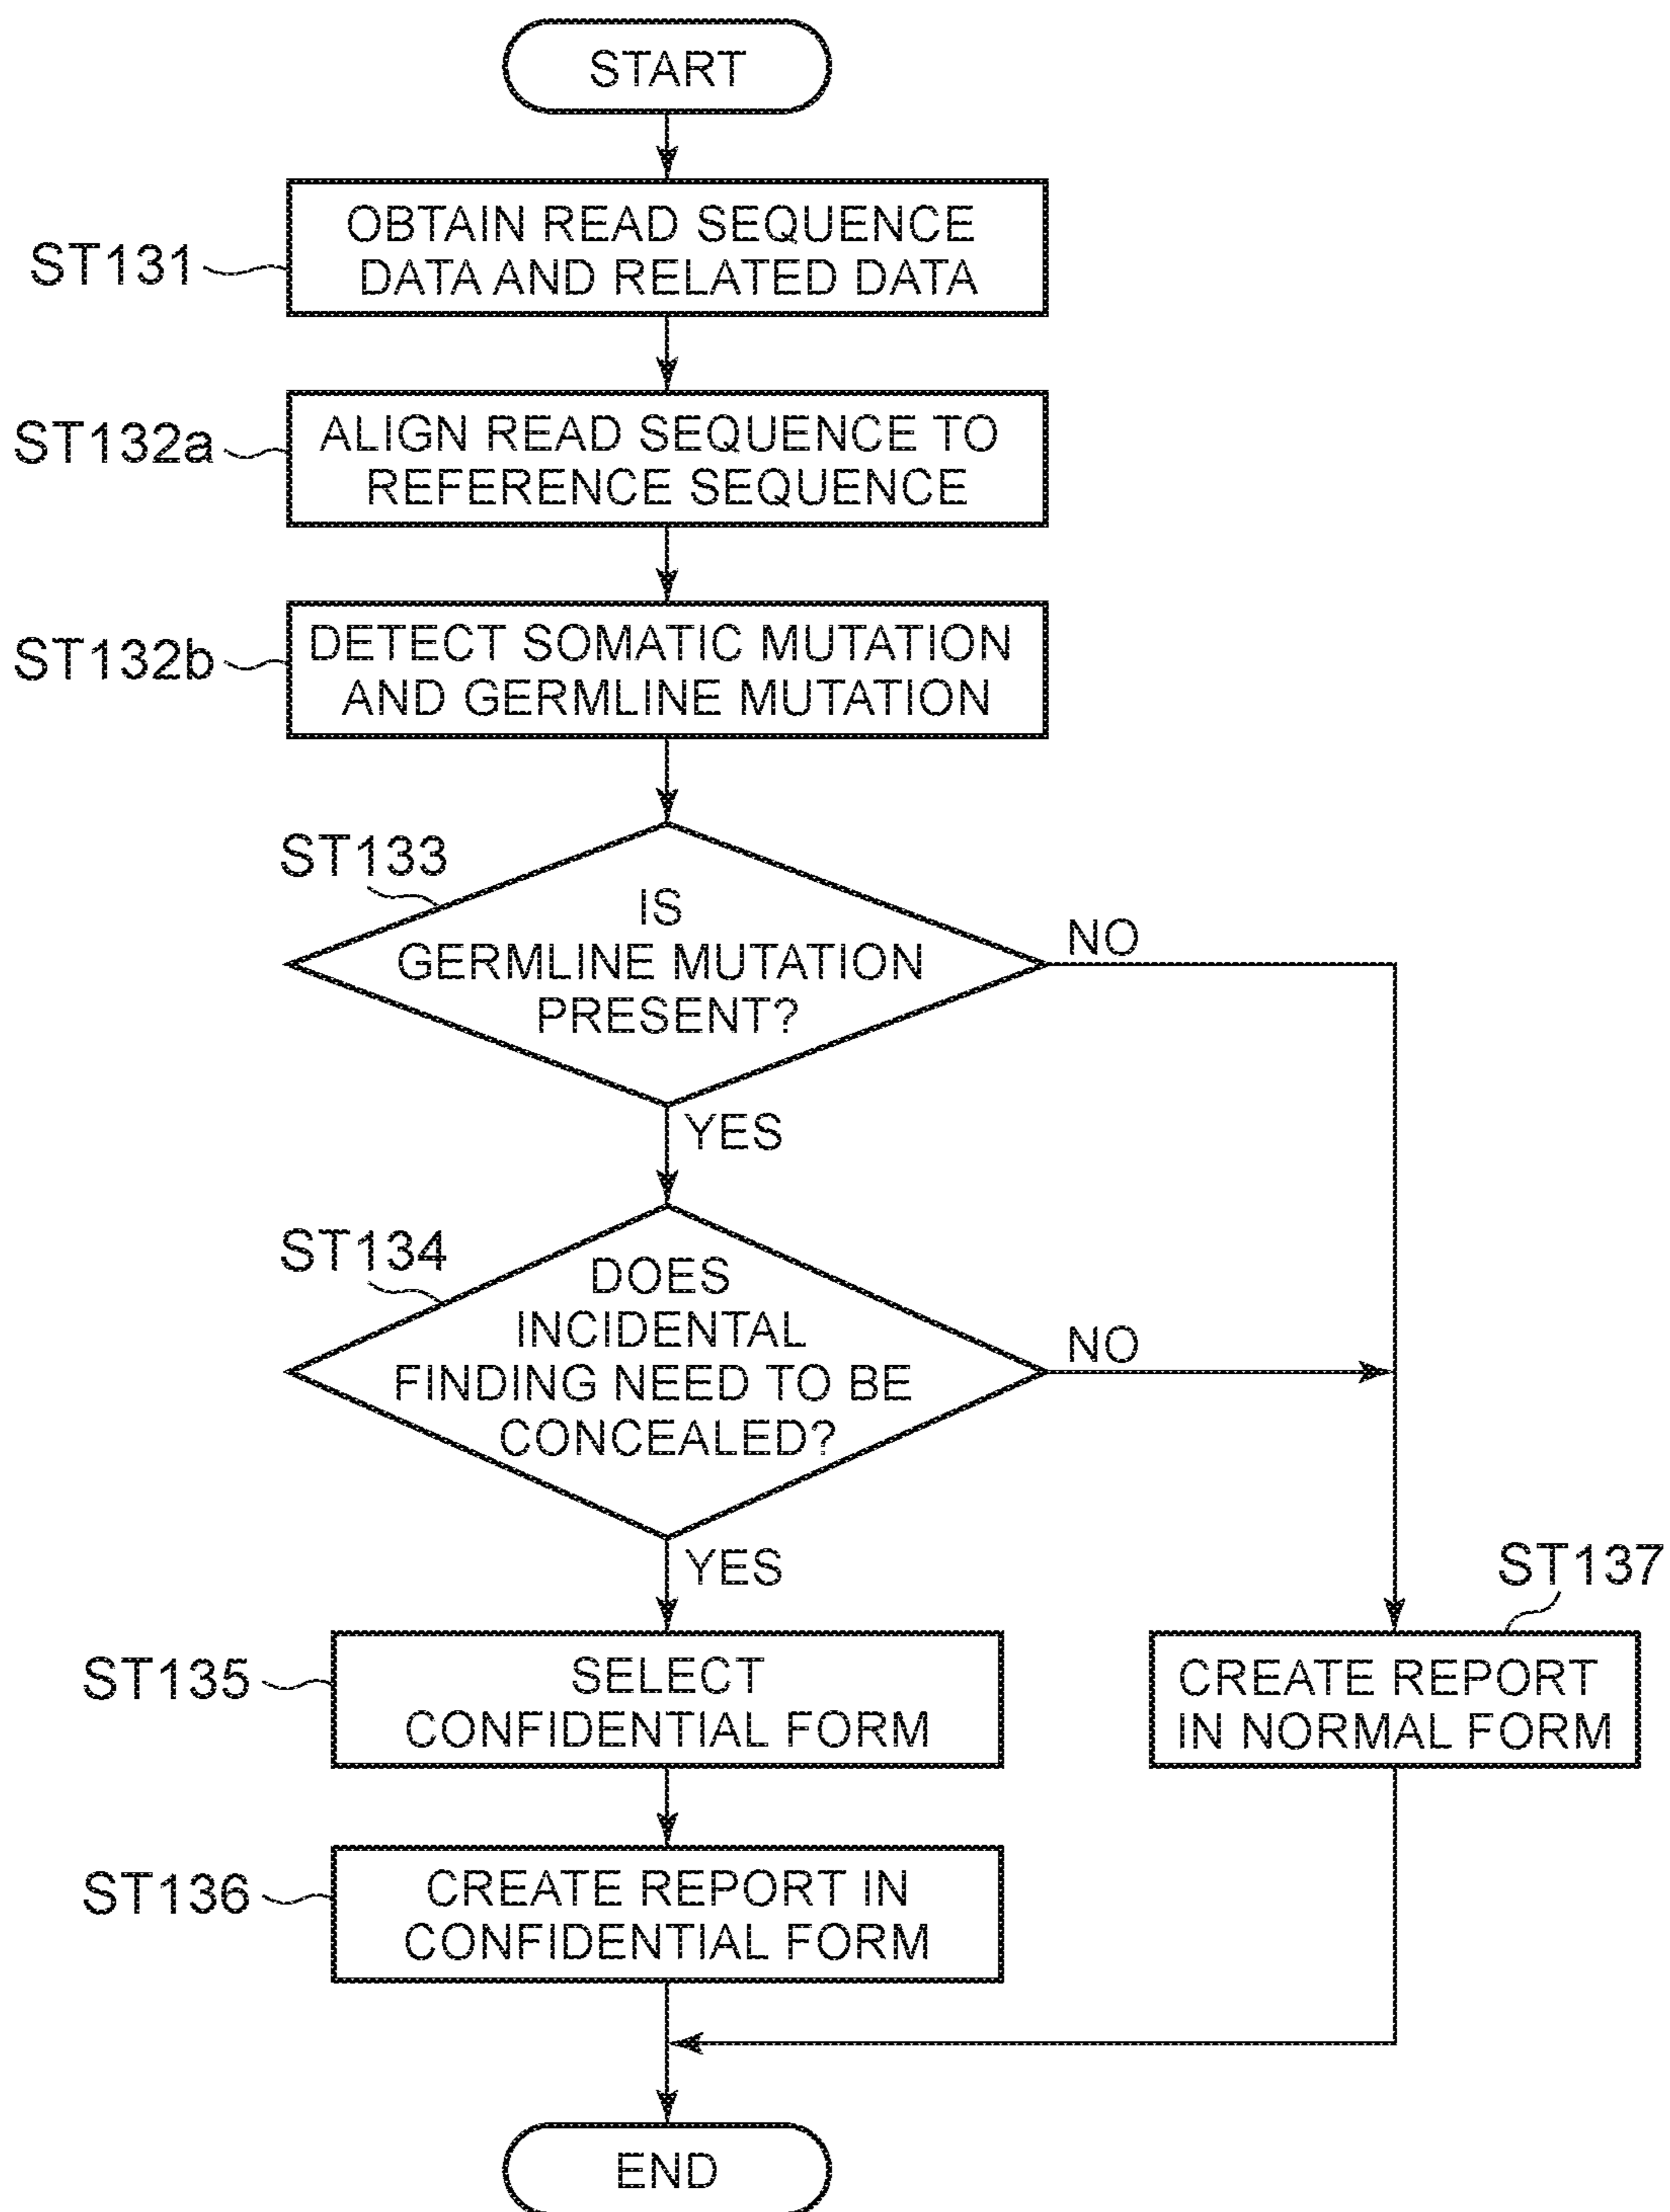 START
ST131
OBTAIN READ SEQUENCE
DATA AND RELATED DATA
ST132a
ALIGN READ SEQUENCE TO
REFERENCE SEQUENCE
ST132b
DETECT SOMATIC MUTATION
AND GERMLINE MUTATION
ST133
IS
GERMLINE MUTATION
PRESENT?
NO
YES
ST134
DOES
INCIDENTAL
FINDING NEED TO BE
CONCEALED?
NO
YES
ST135
SELECT
CONFIDENTIAL FORM
ST137
CREATE REPORT
IN NORMAL FORM
ST136
CREATE REPORT IN
CONFIDENTIAL FORM
END